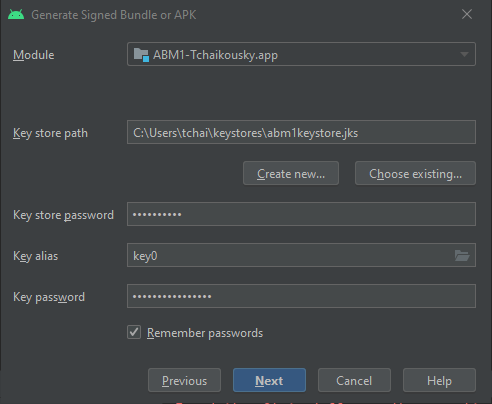 Generate Signed Bundle or APK
Module
ABM1-Tchaikousky.app
Key store path
C:\Users\tchai\keystores\abm1keystore.jks
Create new...
Choose existing...
Key store password
••••••••••
Key alias
key0
Key password
••••••••••••••••
Remember passwords
Previous
Next
Cancel
Help